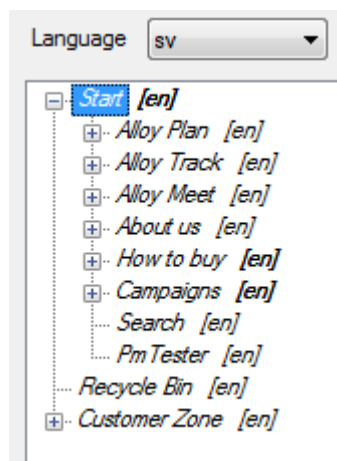 Language sv
Start [en]
Alloy Plan [en]
Alloy Track [en]
Alloy Meet [en]
About us [en]
How to buy [en]
Campaigns [en]
Search [en]
PmTester [en]
Recycle Bin [en]
Customer Zone [en]